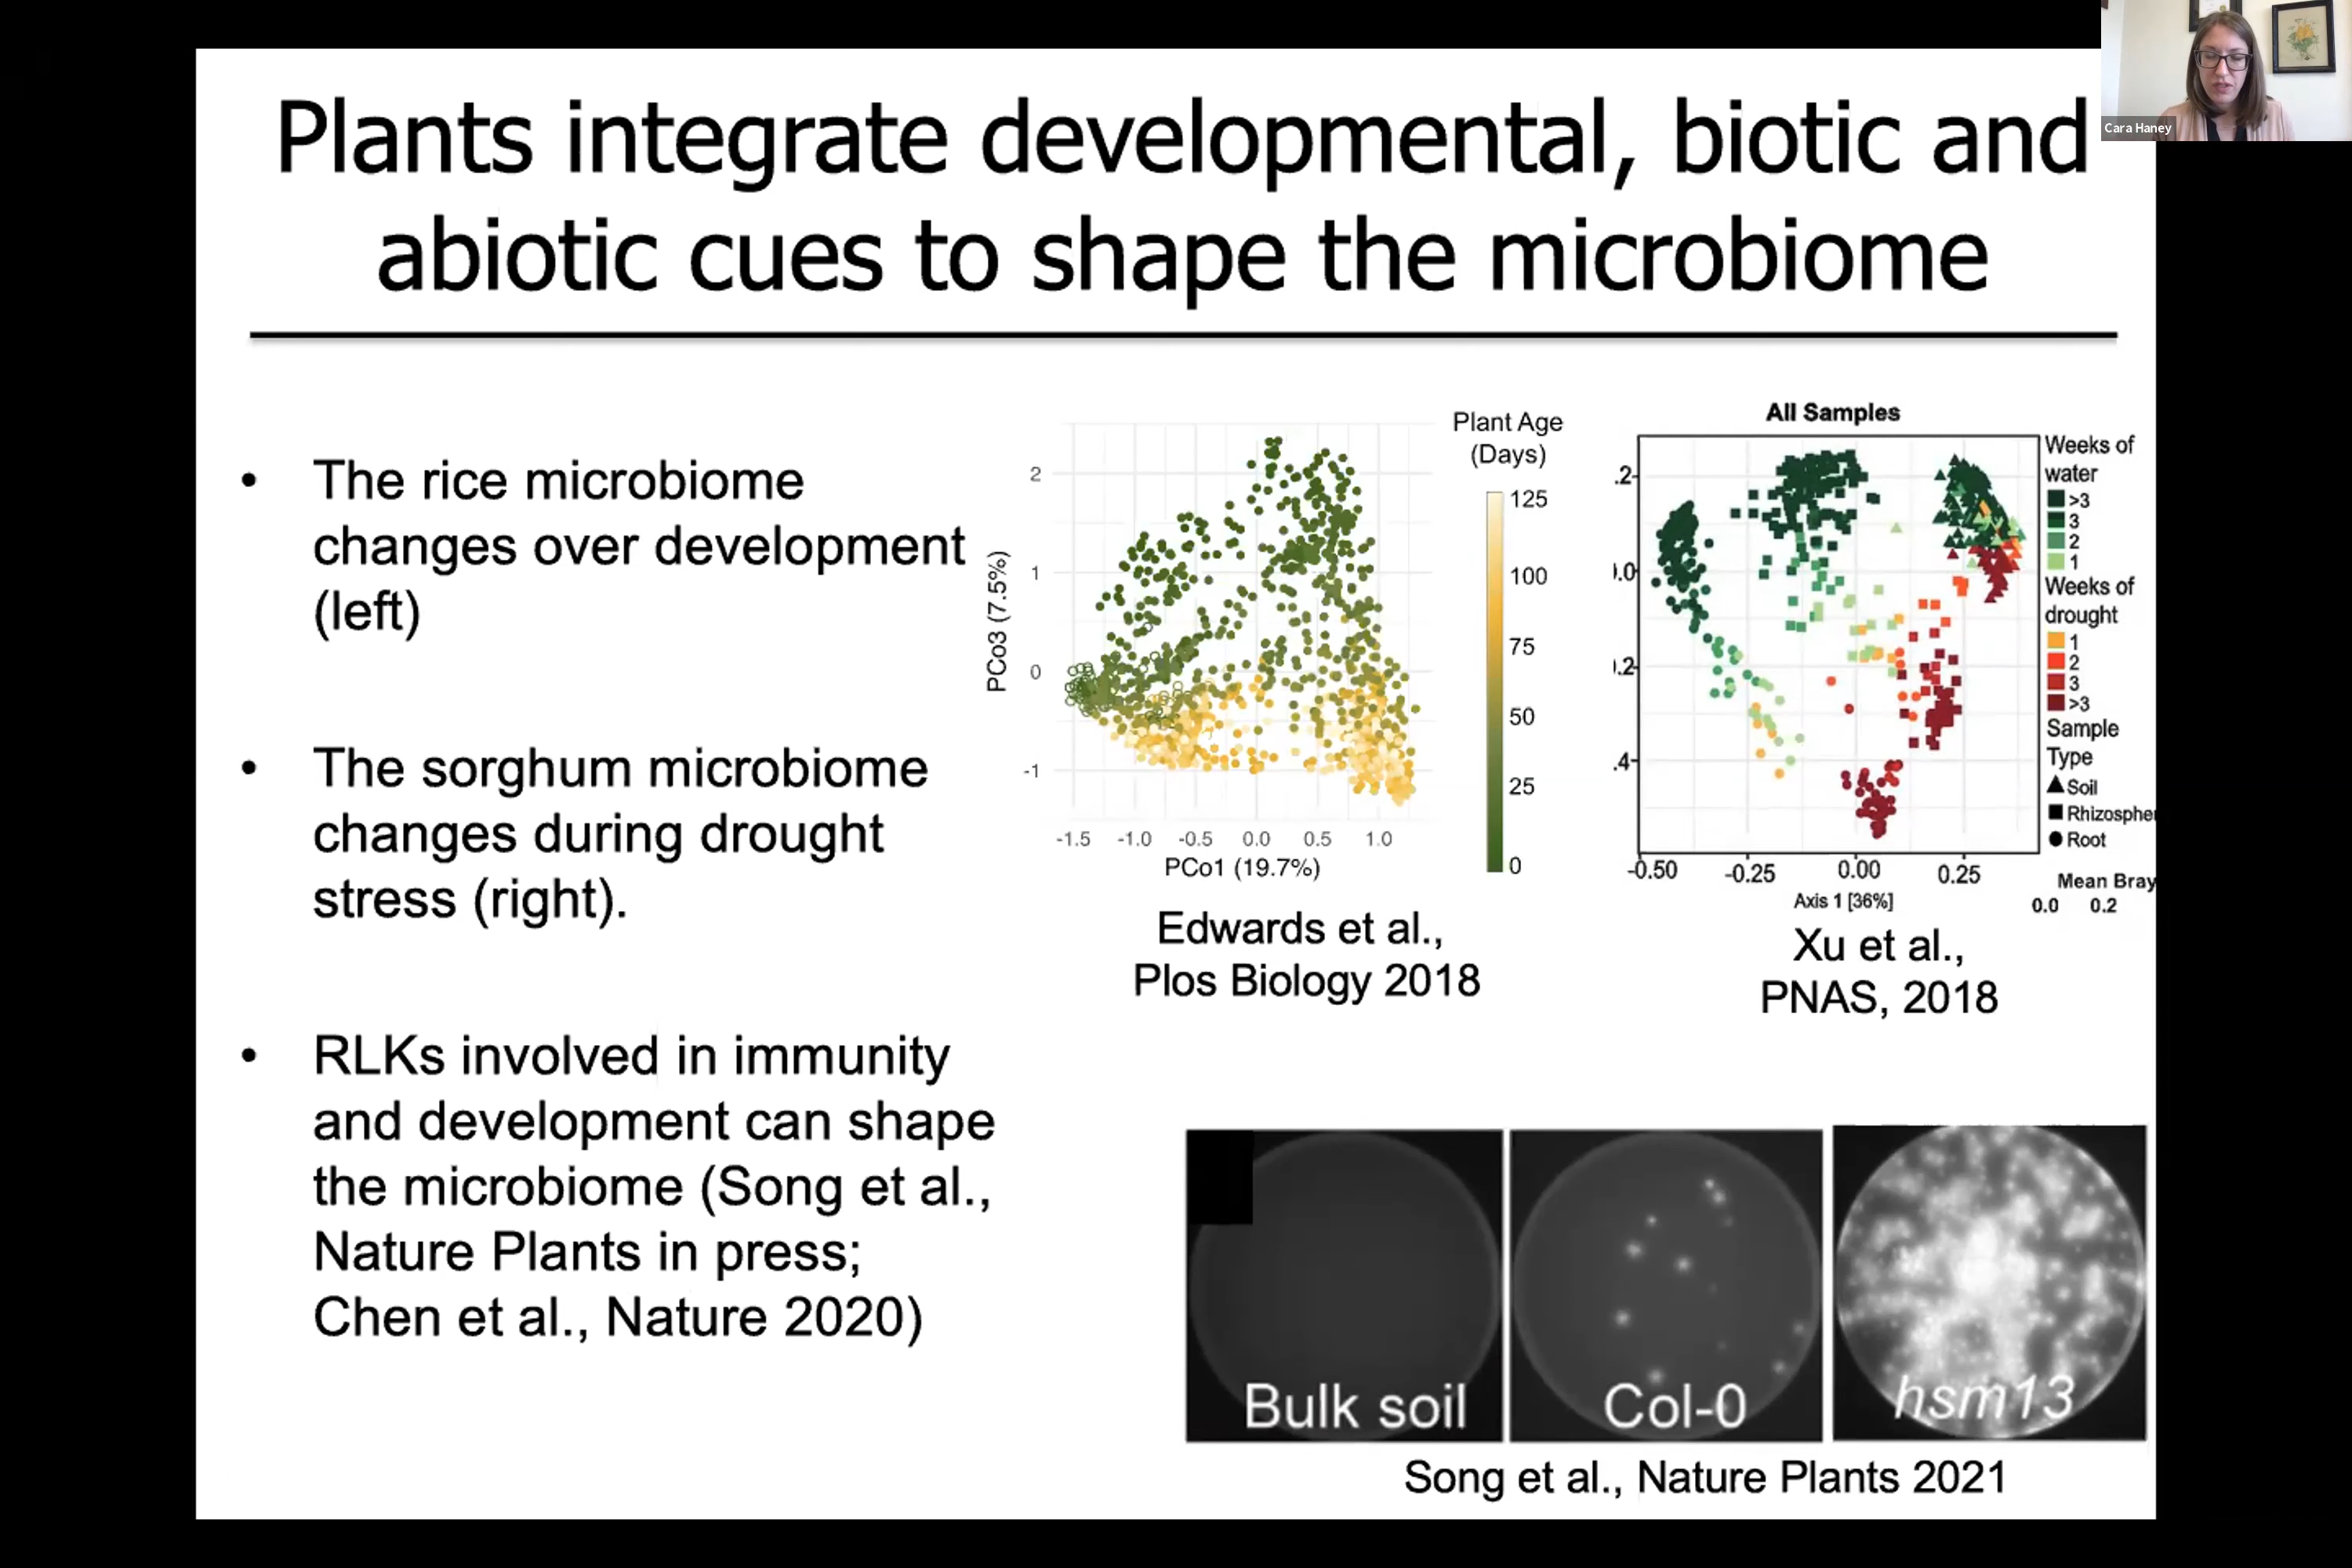 Cara Haney
Plants integrate developmental, biotic and
abiotic cues to shape the microbiome
• The rice microbiome
changes over development
(left)
• The sorghum microbiome
changes during drought
stress (right).
• RLKs involved in immunity
and development can shape
the microbiome (Song et al.,
Nature Plants in press;
Chen et al., Nature 2020)
PCo3 (7.5%)
2
1
0
-1
-1.5 -1.0 -0.5 0.0 0.5 1.0
PCo1 (19.7%)
Plant Age
(Days)
125
100
75
50
25
0
Edwards et al.,
Plos Biology 2018
All Samples
.2
).0
).2
.4
-0.50 -0.25 0.00 0.25
Axis 1 [36%]
Weeks of
water
>3
3
2
1
Weeks of
drought
1
2
3
>3
Sample
Type
Soil
Rhizosphe
Root
Mean Bray
0.0 0.2
Xu et al.,
PNAS, 2018
Bulk soil
Col-0
hsm13
Song et al., Nature Plants 2021